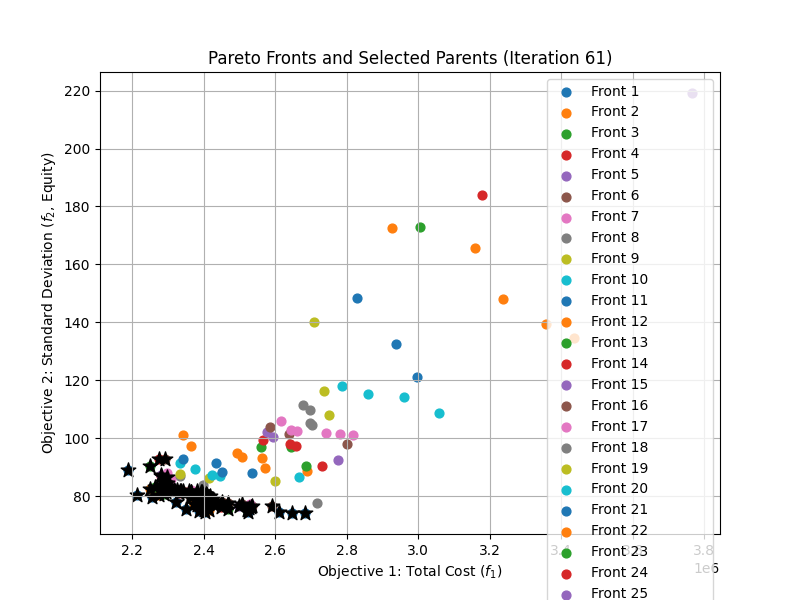 Pareto Fronts and Selected Parents (Iteration 61)
220
200
180
160
140
120
100
80
Objective 2: Standard Deviation (f2, Equity)
2.2 2.4 2.6 2.8 3.0 3.2 3.4 3.8
1e6
Objective 1: Total Cost (f1)
Front 1
Front 2
Front 3
Front 4
Front 5
Front 6
Front 7
Front 8
Front 9
Front 10
Front 11
Front 12
Front 13
Front 14
Front 15
Front 16
Front 17
Front 18
Front 19
Front 20
Front 21
Front 22
Front 23
Front 24
Front 25